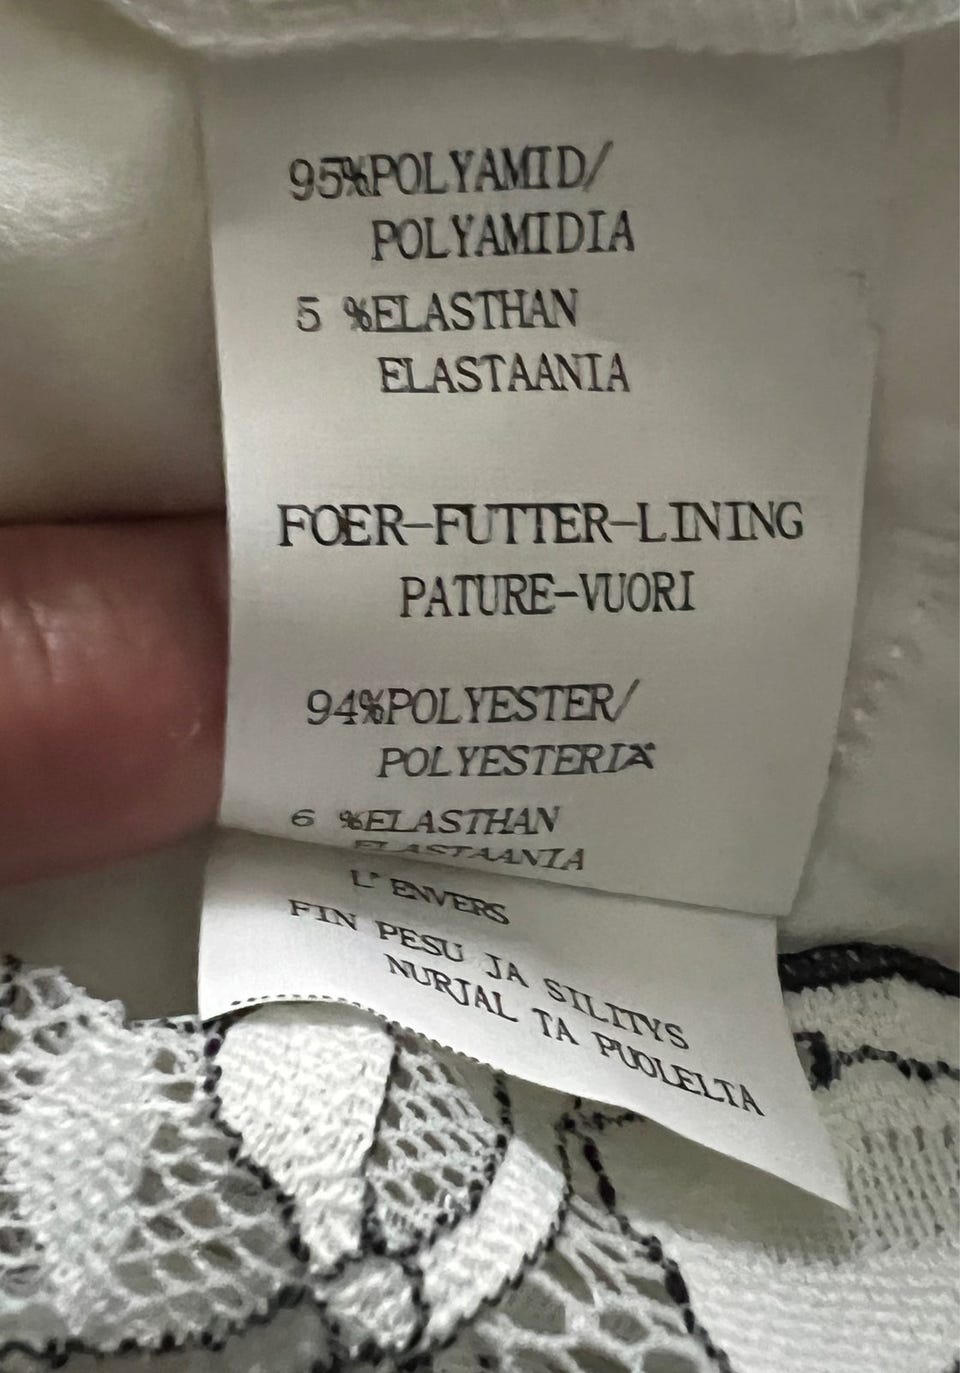 95%POLYAMID/
POLYAMIDIA
5 %ELASTHAN
ELASTAANIA
FOER-FUTTER-LINING
PATURE-VUORI
94%POLYESTER/
POLYESTERIA
6 %ELASTHAN
ELASTAANIA
L'ENVERS
FIN PESU JA SILITYS
NURJAL TA PUOLELTA